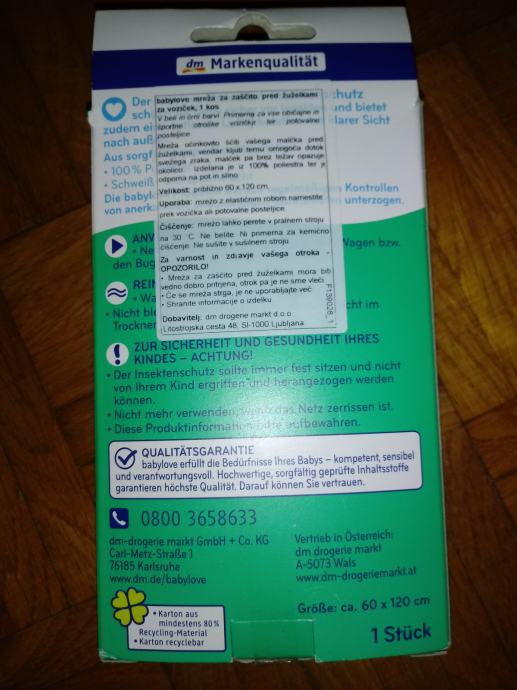 dm Markenqualität
Der
chutz
sch
und bietet
zudem ei
larer Sicht
nach auß
Aus sorgf
• 100% P
• Schweiß
Die babyl
Kontrollen
von anerk
unterzogen.
babylove mreža za zaščito pred žuželkami
za voziček, 1 kos
V beli in črni barvi. Primerna za vse običajne in
športne otroške vozičke ter potovalne
posteljice
Mreža učinkovito ščiti vašega malčka pred
žuželkami, vendar kljub temu omogoča dotok
svežega zraka, malček pa brez težav opazuje
okolico. Izdelana je iz 100% poliestra ter je
odporna na pot in slino.
Velikost: približno 60 x 120 cm.
Uporaba: mrežo z elastičnim robom namestite
prek vozička ali potovalne posteljice
Čiščenje: mrežo lahko perete v pralnem stroju
na 30 °C. Ne belite. Ni primerna za kemično
čiščenje. Ne sušite v sušilnem stroju
Za varnost in zdravje vašega otroka -
OPOZORILO!
• Mreža za zaščito pred žuželkami mora biti
vedno dobro pritrjena, otrok pa je ne sme vleči
• Če se mreža strga, je ne uporabljajte več
• Shranite informacije o izdelku
Dobavitelj: dm drogerie markt d.o.o.
Litostrojska cesta 48, SI-1000 Ljubljana
F139026_1
ANW
• Ne
Wagen bzw.
den Bug
REIN
• Wa
• Nicht ble
cht im
Trockner
ZUR SICHERHEIT UND GESUNDHEIT IHRES
KINDES – ACHTUNG!
• Der Insektenschutz sollte immer fest sitzen und nicht
von Ihrem Kind ergriffen und herangezogen werden
können.
• Nicht mehr verwenden, wenn das Netz zerrissen ist.
• Diese Produktinformation bitte aufbewahren.
QUALITÄTSGARANTIE
babylove erfüllt die Bedürfnisse Ihres Babys – kompetent, sensibel
und verantwortungsvoll. Hochwertige, sorgfältig geprüfte Inhaltsstoffe
garantieren höchste Qualität. Darauf können Sie vertrauen.
0800 3658633
dm-drogerie markt GmbH + Co. KG
Carl-Metz-Straße 1
76185 Karlsruhe
www.dm.de/babylove
Vertrieb in Österreich:
dm drogerie markt
A-5073 Wals
www.dm-drogeriemarkt.at
• Karton aus
mindestens 80%
Recycling-Material
• Karton recyclebar
Größe: ca. 60 x 120 cm
1 Stück